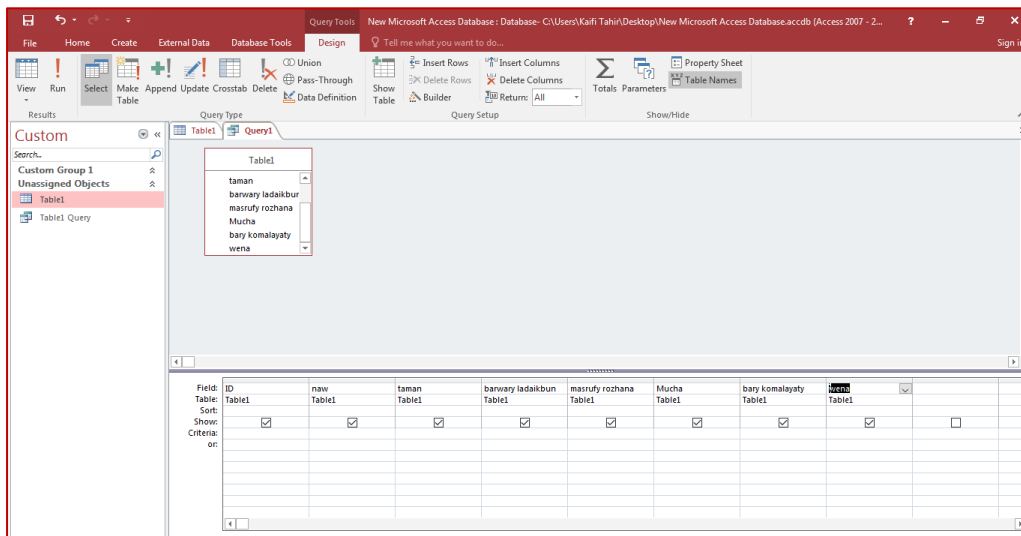 Query Tools New Microsoft Access Database : Database- C:\Users\Kaifi Tahir\Desktop\New Microsoft Access Database.accdb (Access 2007 - 2... ?
File Home Create External Data Database Tools Design Tell me what you want to do... Sign in
View
Run
Select
Make Table
Append
Update
Crosstab
Delete
Union
Pass-Through
Data Definition
Show Table
Insert Rows
Delete Rows
Builder
Insert Columns
Delete Columns
Return: All
Totals
Parameters
Property Sheet
Table Names
Results Query Type Query Setup Show/Hide
Custom
Search...
Custom Group 1
Unassigned Objects
Table1
Table1 Query
Table1 Query1
Table1
taman
barwary ladaikbur
masrufy rozhana
Mucha
bary komalayaty
wena
Field: ID naw taman barwary ladaikbun masrufy rozhana Mucha bary komalayaty wena
Table: Table1 Table1 Table1 Table1 Table1 Table1 Table1 Table1
Sort:
Show:
Criteria:
or: